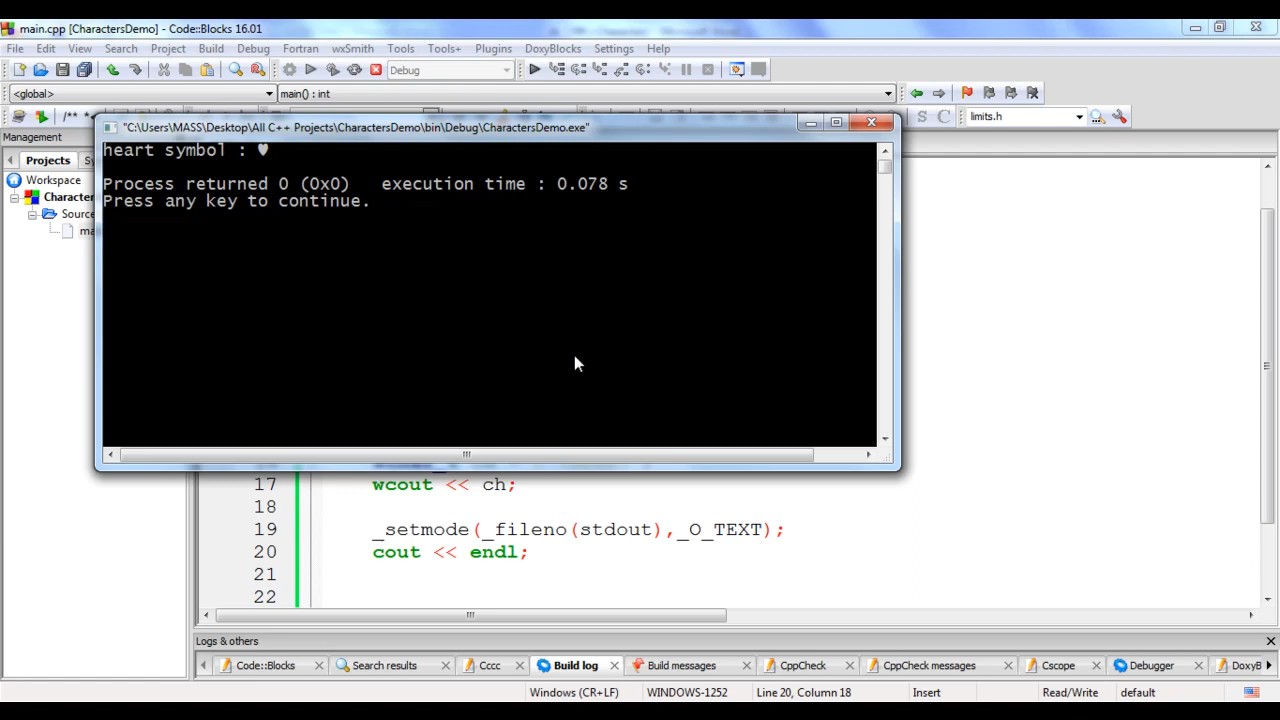 main.cpp [CharactersDemo] - Code::Blocks 16.01
File Edit View Search Project Build Debug Fortran wxSmith Tools Tools+ Plugins DoxyBlocks Settings Help
Debug
<global> main() : int
/** limits.h
Management
"C:\Users\MASS\Desktop\All C++ Projects\CharactersDemo\bin\Debug\CharactersDemo.exe"
heart symbol : ♥
Projects
Process returned 0 (0x0)   execution time : 0.078 s
Workspace
Press any key to continue.
17 wcout << ch;
18
19 _setmode(_fileno(stdout),_O_TEXT);
20 cout << endl;
21
22
Logs & others
Code::Blocks Search results Cccc Build log Build messages CppCheck CppCheck messages Cscope Debugger
Windows (CR+LF) WINDOWS-1252 Line 20, Column 18 Insert Read/Write default